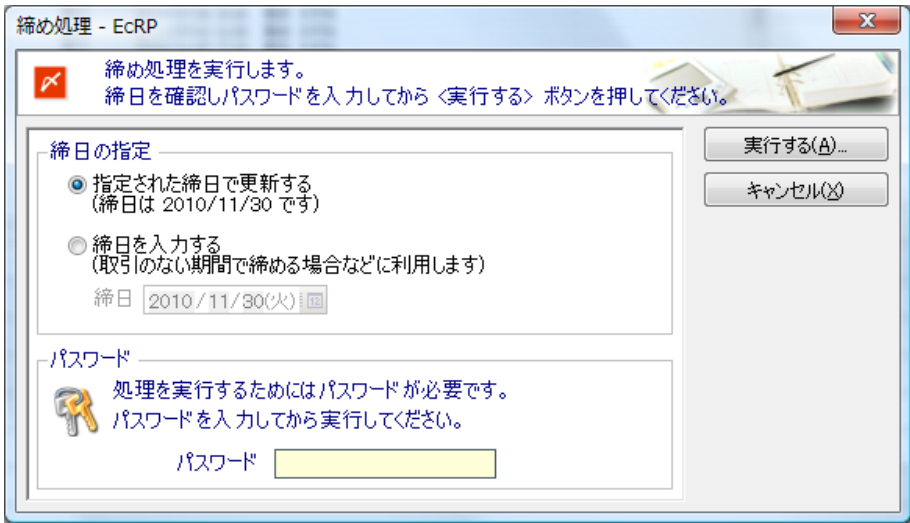 締め処理 - EcRP
締め処理を実行します。
締日を確認しパスワードを入力してから <実行する> ボタンを押してください。
締日の指定
指定された締日で更新する
(締日は 2010/11/30 です)
締日を入力する
(取引のない期間で締める場合などに利用します)
締日 2010/11/30(火) 12
実行する(A)...
キャンセル(X)
パスワード
処理を実行するためにはパスワードが必要です。
パスワードを入力してから実行してください。
パスワード